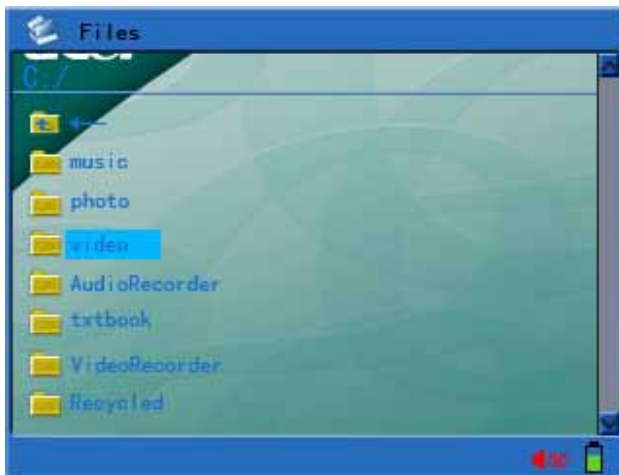 Files
C:/
←
music
photo
video
AudioRecorder
txtbook
VideoRecorder
Recycled